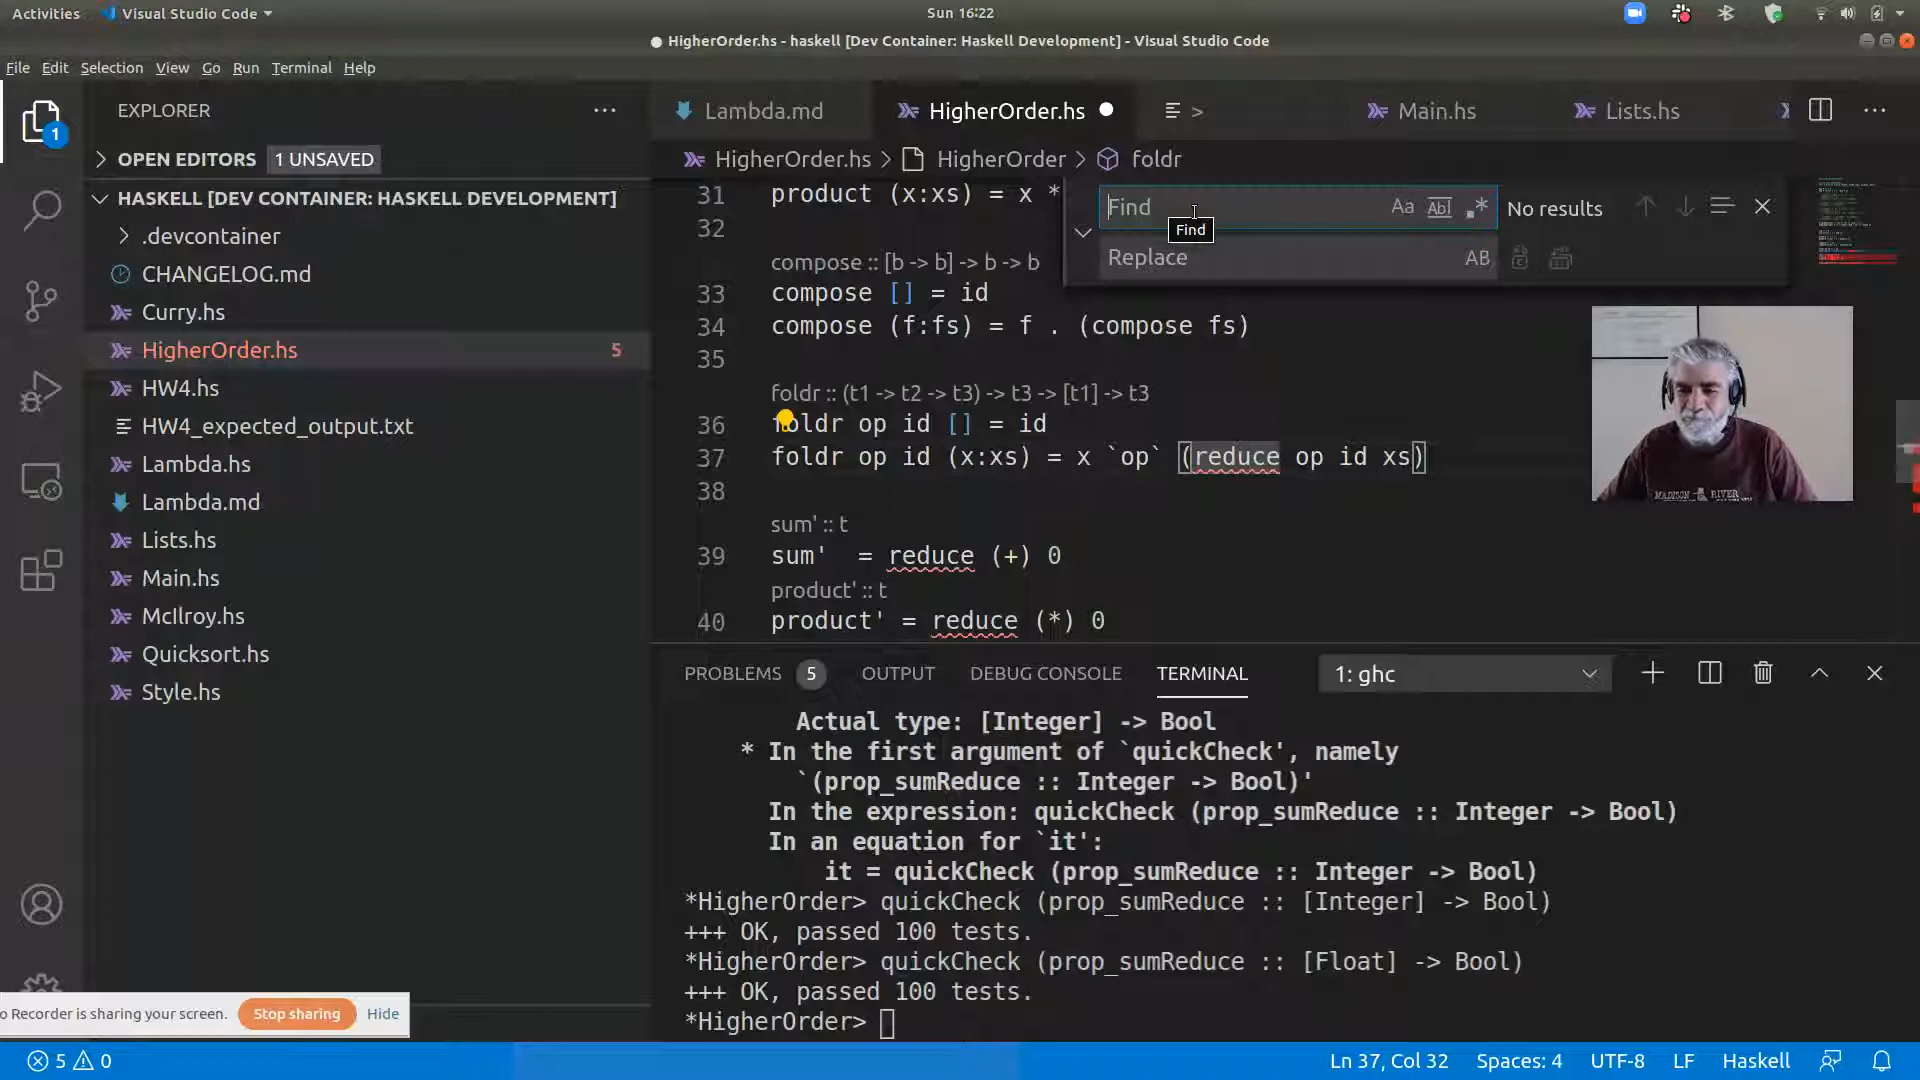 Activities
Visual Studio Code
Sun 16:22
HigherOrder.hs - haskell [Dev Container: Haskell Development] - Visual Studio Code
File Edit Selection View Go Run Terminal Help
EXPLORER
1
OPEN EDITORS 1 UNSAVED
HASKELL [DEV CONTAINER: HASKELL DEVELOPMENT]
.devcontainer
CHANGELOG.md
Curry.hs
HigherOrder.hs 5
HW4.hs
HW4_expected_output.txt
Lambda.hs
Lambda.md
Lists.hs
Main.hs
McIlroy.hs
Quicksort.hs
Style.hs
Lambda.md
HigherOrder.hs
>
Main.hs
Lists.hs
HigherOrder.hs > HigherOrder > foldr
Find
Aa Abl .* No results
Find
Replace
AB
31 product (x:xs) = x *
32
compose :: [b -> b] -> b -> b
33 compose [] = id
34 compose (f:fs) = f . (compose fs)
35
foldr :: (t1 -> t2 -> t3) -> t3 -> [t1] -> t3
36 foldr op id [] = id
37 foldr op id (x:xs) = x `op` (reduce op id xs)
38
sum' :: t
39 sum'  = reduce (+) 0
product' :: t
40 product' = reduce (*) 0
MADISON RIVER
PROBLEMS 5 OUTPUT DEBUG CONSOLE TERMINAL
1: ghc
Actual type: [Integer] -> Bool
* In the first argument of `quickCheck', namely
`(prop_sumReduce :: Integer -> Bool)'
In the expression: quickCheck (prop_sumReduce :: Integer -> Bool)
In an equation for `it':
it = quickCheck (prop_sumReduce :: Integer -> Bool)
*HigherOrder> quickCheck (prop_sumReduce :: [Integer] -> Bool)
+++ OK, passed 100 tests.
*HigherOrder> quickCheck (prop_sumReduce :: [Float] -> Bool)
+++ OK, passed 100 tests.
*HigherOrder>
o Recorder is sharing your screen. Stop sharing Hide
5 0
Ln 37, Col 32 Spaces: 4 UTF-8 LF Haskell